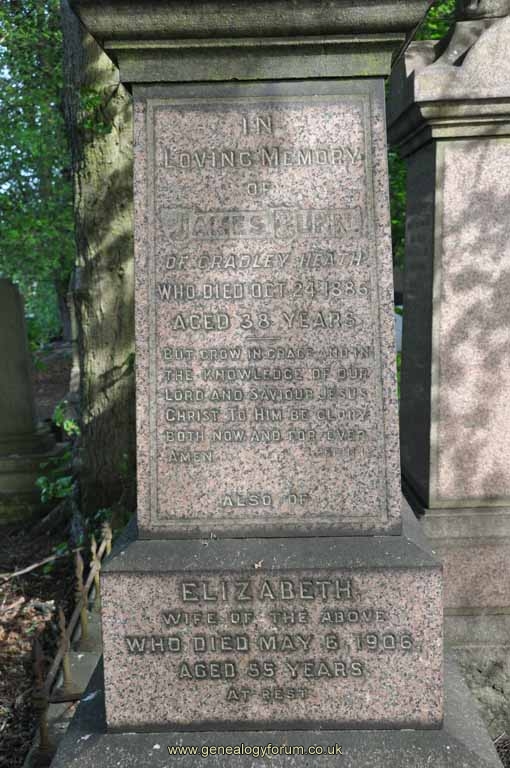 IN
LOVING MEMORY
OF
JAMES
OF CRADLEY HEATH
WHO DIED OCT. 24. 1886
AGED 38 YEARS
BUT GROW IN GRACE AND IN
THE KNOWLEDGE OF OUR
LORD AND SAVIOUR JESUS
CHRIST. TO HIM BE GLORY
BOTH NOW AND FOR EVER
AMEN
ALSO OF
ELIZABETH
WIFE OF THE ABOVE
WHO DIED MAY 6, 1906,
AGED 55 YEARS
AT REST
www.genealogyforum.co.uk